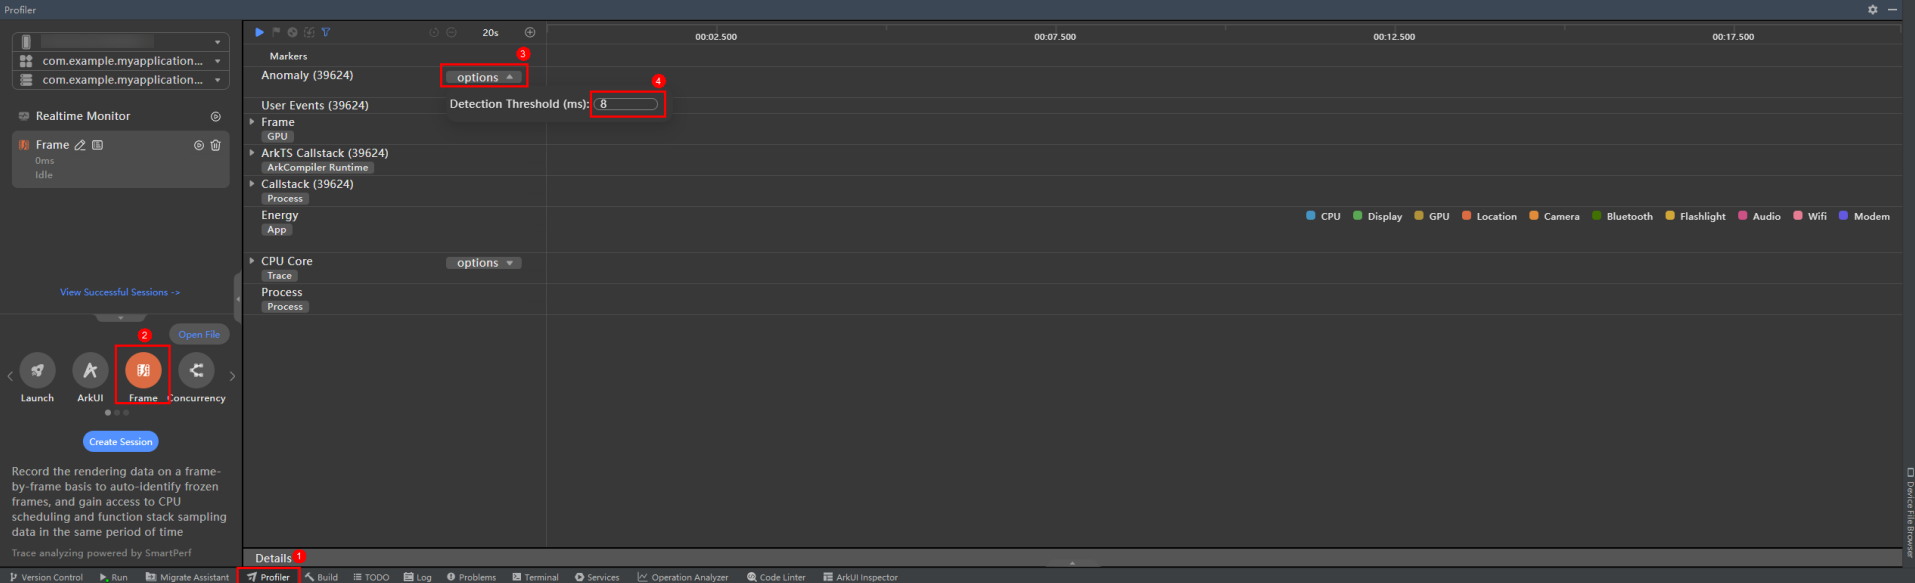 Profiler
com.example.myapplication...
com.example.myapplication...
Realtime Monitor
Frame
0ms
Idle
View Successful Sessions ->
2
Open File
Launch
ArkUI
Frame
Concurrency
Create Session
Record the rendering data on a frame-
by-frame basis to auto-identify frozen
frames, and gain access to CPU
scheduling and function stack sampling
data in the same period of time
Trace analyzing powered by SmartPerf
20s
00:02.500
00:07.500
00:12.500
00:17.500
Markers
3
Anomaly (39624)
options
4
Detection Threshold (ms):
8
User Events (39624)
Frame
GPU
ArkTS Callstack (39624)
ArkCompiler Runtime
Callstack (39624)
Process
Energy
App
CPU
Display
GPU
Location
Camera
Bluetooth
Flashlight
Audio
Wifi
Modem
CPU Core
options
Trace
Process
Process
Details
1
Device File Browser
Version Control
Run
Migrate Assistant
Profiler
Build
TODO
Log
Problems
Terminal
Services
Operation Analyzer
Code Linter
ArkUI Inspector